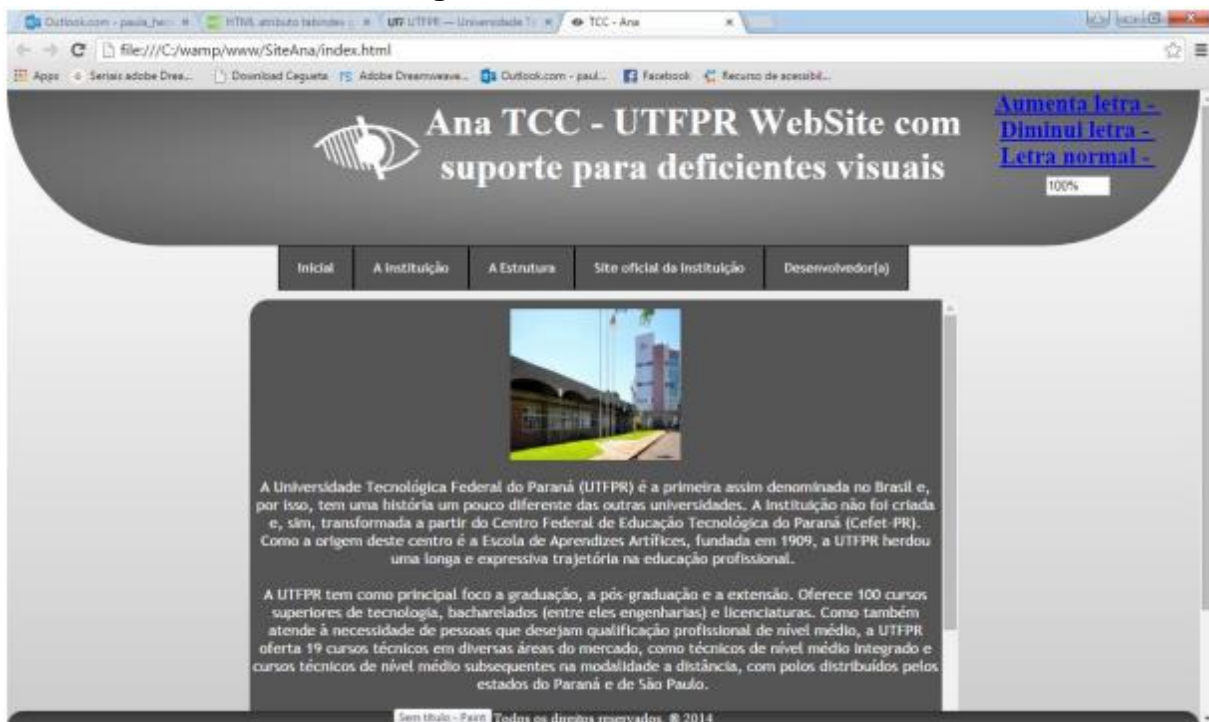 Outlook.com - paula_he
HTML atributo tabindex
UTFPR — Universidade T
TCC - Ana
file:///C:/wamp/www/SiteAna/index.html
Apps
Seriais adobe Drea...
Download Cegueta
Adobe Dreamweave...
Outlook.com - paul...
Facebook
Recurso de acessibil...
Ana TCC - UTFPR WebSite com
suporte para deficientes visuais
Aumenta letra -
Diminui letra -
Letra normal -
100%
Inicial
A Instituição
A Estrutura
Site oficial da Instituição
Desenvolvedor(a)
A Universidade Tecnológica Federal do Paraná (UTFPR) é a primeira assim denominada no Brasil e,
por isso, tem uma história um pouco diferente das outras universidades. A Instituição não foi criada
e, sim, transformada a partir do Centro Federal de Educação Tecnológica do Paraná (Cefet-PR).
Como a origem deste centro é a Escola de Aprendizes Artífices, fundada em 1909, a UTFPR herdou
uma longa e expressiva trajetória na educação profissional.
A UTFPR tem como principal foco a graduação, a pós-graduação e a extensão. Oferece 100 cursos
superiores de tecnologia, bacharelados (entre eles engenharias) e licenciaturas. Como também
atende à necessidade de pessoas que desejam qualificação profissional de nível médio, a UTFPR
oferta 19 cursos técnicos em diversas áreas do mercado, como técnicos de nível médio integrado e
cursos técnicos de nível médio subsequentes na modalidade a distância, com polos distribuídos pelos
estados do Paraná e de São Paulo.
Sem título - Paint
Todos os direitos reservados. ® 2014